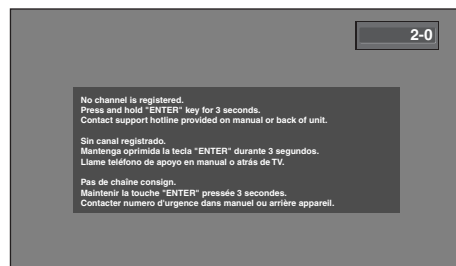 2-0
No channel is registered.
Press and hold "ENTER" key for 3 seconds.
Contact support hotline provided on manual or back of unit.
Sin canal registrado.
Mantenga oprimida la tecla "ENTER" durante 3 segundos.
Llame teléfono de apoyo en manual o atrás de TV.
Pas de chaîne consign.
Maintenir la touche "ENTER" pressée 3 secondes.
Contacter numero d'urgence dans manuel ou arrière appareil.